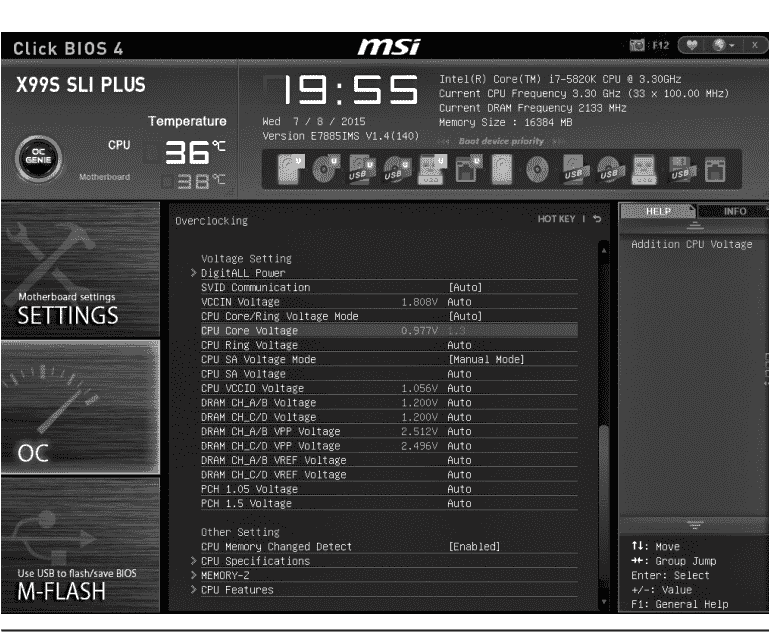 Click BIOS 4
msi
F12
X
X99S SLI PLUS
19:55
Intel(R) Core(TM) i7-5820K CPU @ 3.30GHz
Current CPU Frequency 3.30 GHz (33 x 100.00 MHz)
Current DRAM Frequency 2133 MHz
Memory Size : 16384 MB
Temperature
Wed 7 / 8 / 2015
Version E7885IMS V1.4(140)
Boot device priority
OC GENIE
CPU
36°C
Motherboard
38°C
U U U U U U
USB USB USB USB
HELP
INFO
Overclocking
HOT KEY
Addition CPU Voltage
Voltage Setting
> DigitALL Power
SVID Communication [Auto]
VCCIN Voltage 1.808V Auto
CPU Core/Ring Voltage Mode [Auto]
CPU Core Voltage 0.977V 1.3
CPU Ring Voltage Auto
CPU SA Voltage Mode [Manual Mode]
CPU SA Voltage Auto
CPU VCCIO Voltage 1.056V Auto
DRAM CH_A/B Voltage 1.200V Auto
DRAM CH_C/D Voltage 1.200V Auto
DRAM CH_A/B VPP Voltage 2.512V Auto
DRAM CH_C/D VPP Voltage 2.496V Auto
DRAM CH_A/B VREF Voltage Auto
DRAM CH_C/D VREF Voltage Auto
PCH 1.05 Voltage Auto
PCH 1.5 Voltage Auto
Other Setting
CPU Memory Changed Detect [Enabled]
> CPU Specifications
> MEMORY-Z
> CPU Features
Motherboard settings
SETTINGS
OC
Use USB to flash/save BIOS
M-FLASH
↑↓: Move
→←: Group Jump
Enter: Select
+/-: Value
F1: General Help